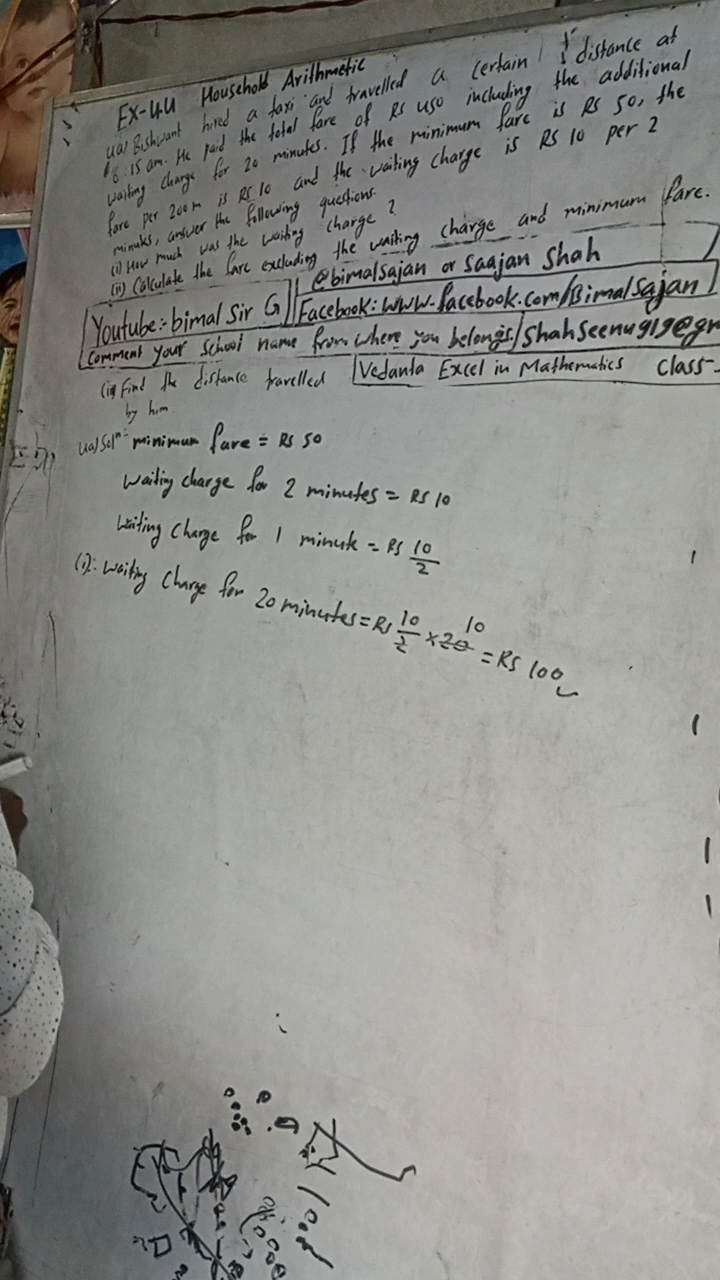 Ex-4.4 Household Arithmetic
4a) Bishwant hired a taxi and travelled a certain distance at
6:15 am. He paid the total fare of Rs 450 including the additional
waiting charge for 20 minutes. If the minimum fare is Rs 50, the
fare per 200 m is Rs 10 and the waiting charge is Rs 10 per 2
minutes, answer the following questions.
(i) How much was the waiting charge?
(ii) Calculate the fare excluding the waiting charge and minimum fare.
@bimalsajan or Saajan Shah
Youtube:- bimal Sir G
Facebook: www.facebook.com/Bimalsajan
Comment your school name from where you belongs/Shahseenu919@gm
(iii) Find the distance travelled
by him
Vedanta Excel in Mathematics Class-
4a) Solⁿ:- minimum fare = Rs 50
Waiting charge for 2 minutes = Rs 10
Waiting charge for 1 minute = Rs 10/2
(i):- Waiting charge for 20 minutes = Rs 10/2 × 20 10 = Rs 100